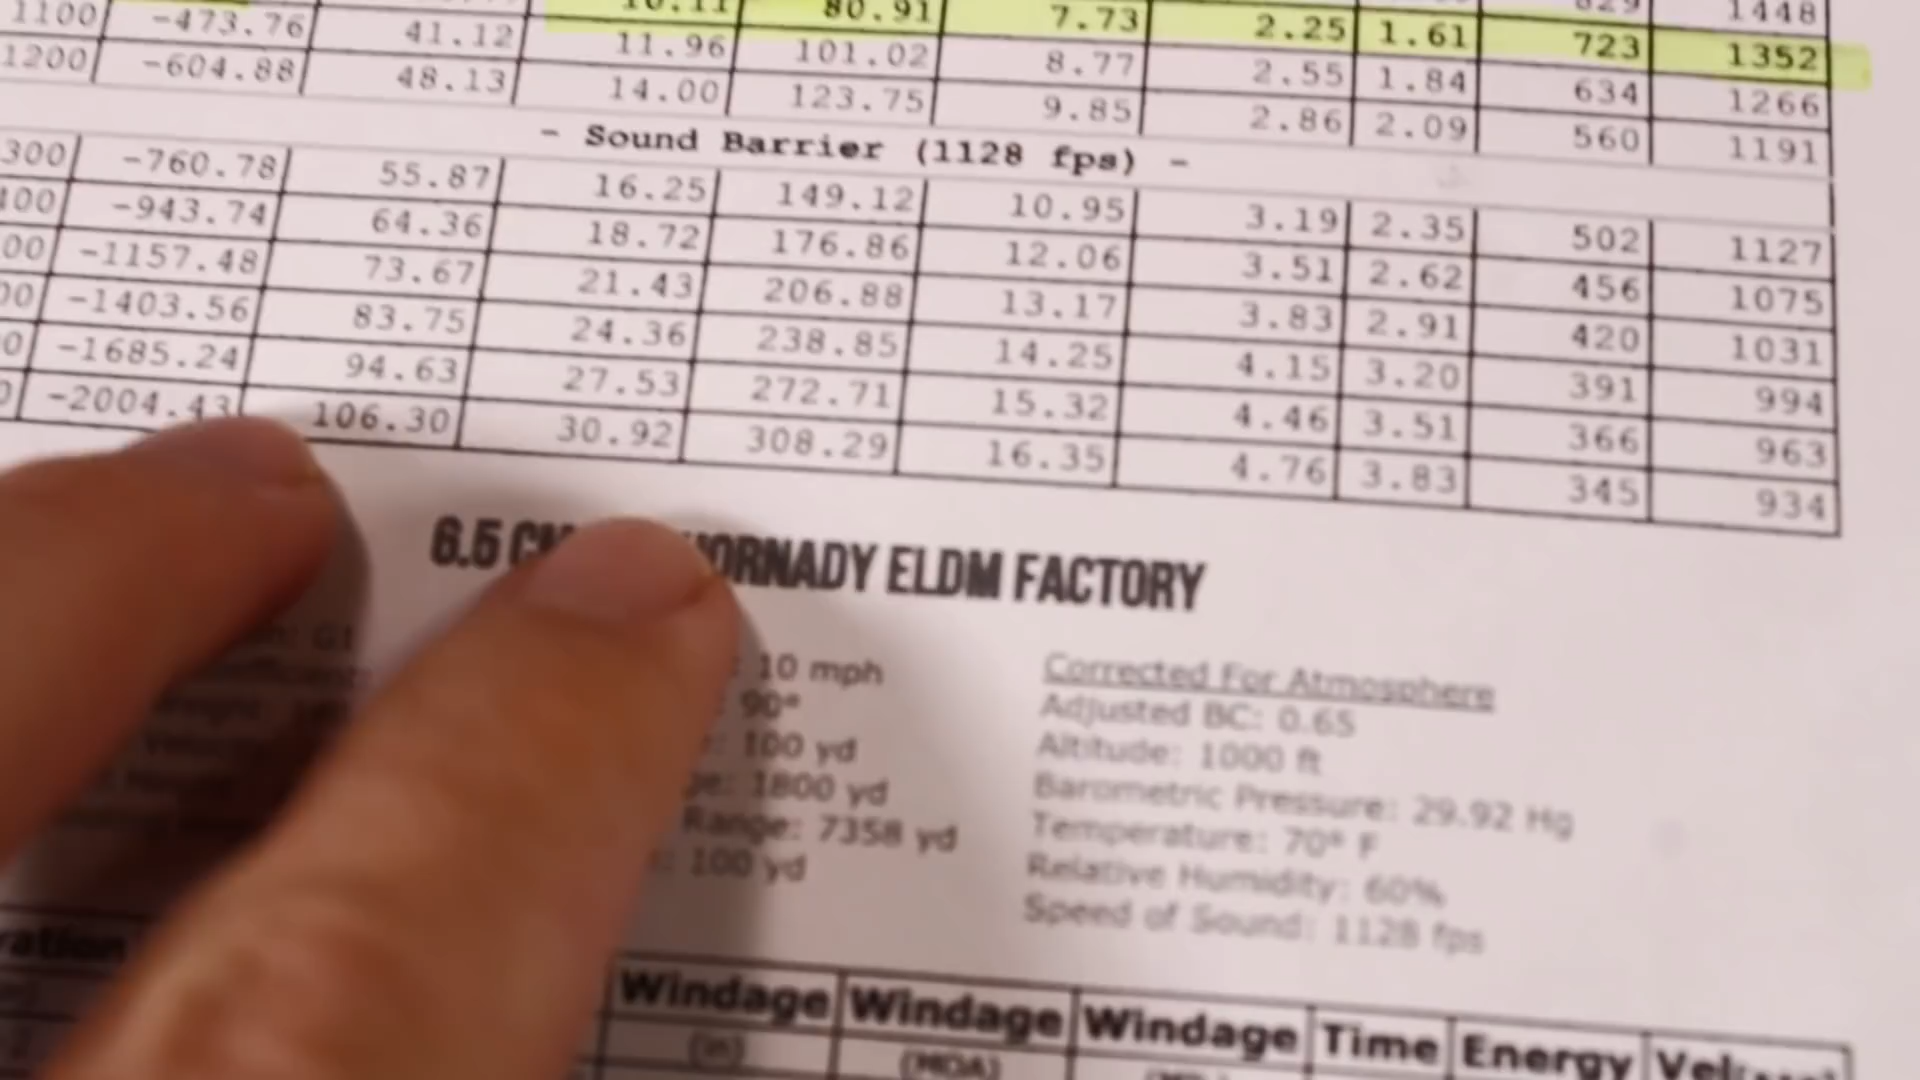 1448
10.11 80.91 7.73 2.25 1.61 723 1352
1100 -473.76 41.12 11.96 101.02 8.77 2.55 1.84 634 1266
1200 -604.88 48.13 14.00 123.75 9.85 2.86 2.09 560 1191
- Sound Barrier (1128 fps) -
300 -760.78 55.87 16.25 149.12 10.95 3.19 2.35 502 1127
400 -943.74 64.36 18.72 176.86 12.06 3.51 2.62 456 1075
00 -1157.48 73.67 21.43 206.88 13.17 3.83 2.91 420 1031
00 -1403.56 83.75 24.36 238.85 14.25 4.15 3.20 391 994
0 -1685.24 94.63 27.53 272.71 15.32 4.46 3.51 366 963
0 -2004.43 106.30 30.92 308.29 16.35 4.76 3.83 345 934
6.5 HORNADY ELDM FACTORY
G1
10 mph
90°
100 yd
1800 yd
Range: 7358 yd
100 yd
Corrected For Atmosphere
Adjusted BC: 0.65
Altitude: 1000 ft
Barometric Pressure: 29.92 Hg
Temperature: 70° F
Relative Humidity: 60%
Speed of Sound: 1128 fps
Windage Windage Windage Time Energy
(in) (MOA)